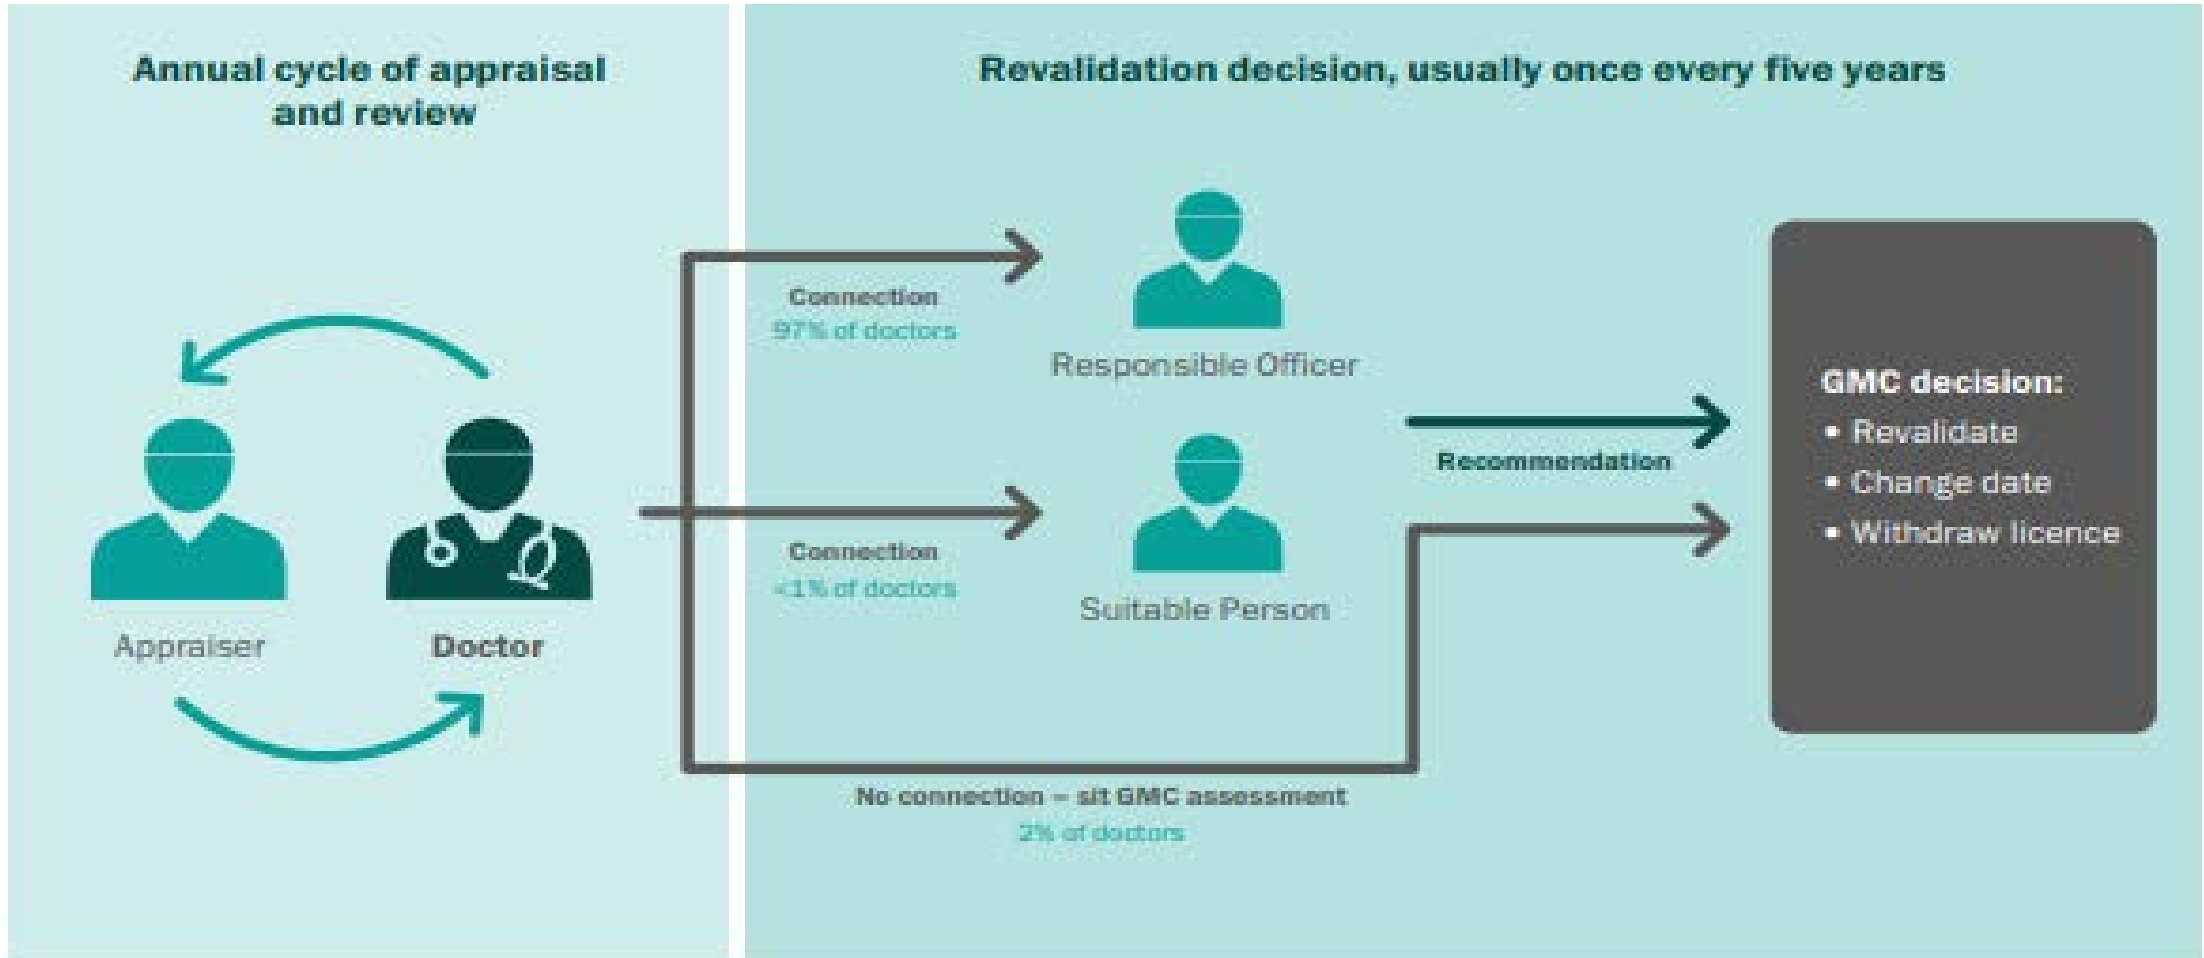 Annual cycle of appraisal
and review
Appraiser
Doctor
Revalidation decision, usually once every five years
Connection
97% of doctors
Responsible Officer
Connection
<1% of doctors
Suitable Person
No connection – sit GMC assessment
2% of doctors
Recommendation
GMC decision:
• Revalidate
• Change date
• Withdraw licence